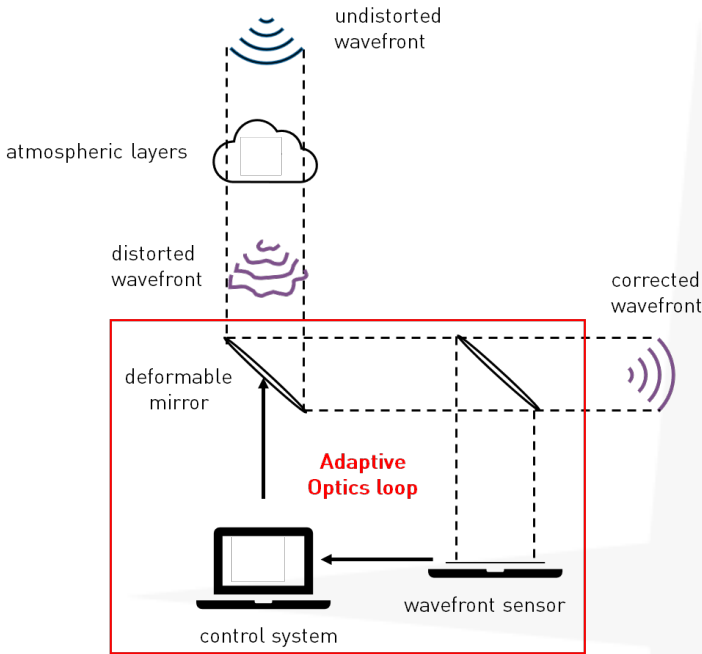 undistorted
wavefront
atmospheric layers
distorted
wavefront
corrected
wavefront
deformable
mirror
Adaptive
Optics loop
wavefront sensor
control system